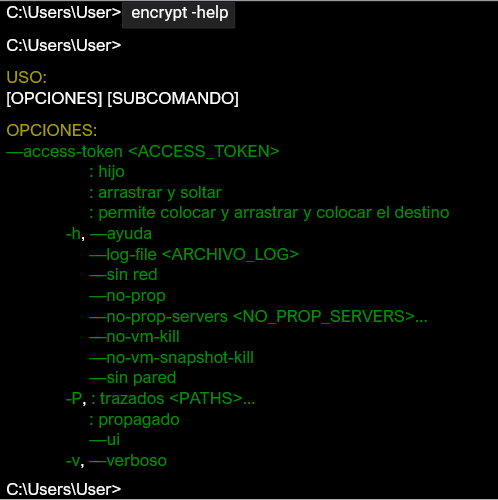 C:\Users\User> encrypt -help
C:\Users\User>
USO:
[OPCIONES] [SUBCOMANDO]
OPCIONES:
—access-token <ACCESS_TOKEN>
: hijo
: arrastrar y soltar
: permite colocar y arrastrar y colocar el destino
-h, —ayuda
—log-file <ARCHIVO_LOG>
—sin red
—no-prop
—no-prop-servers <NO_PROP_SERVERS>...
—no-vm-kill
—no-vm-snapshot-kill
—sin pared
-P, : trazados <PATHS>...
: propagado
—ui
-v, —verboso
C:\Users\User>